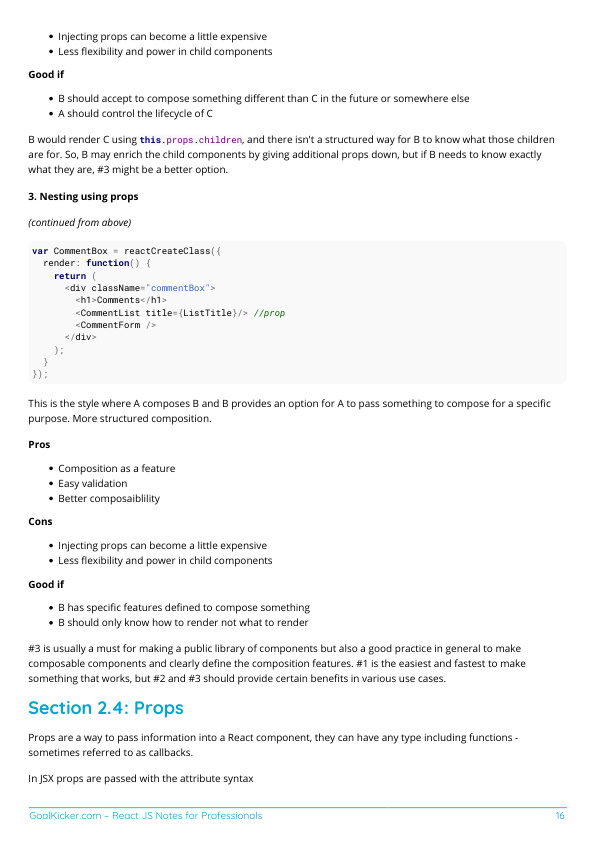 • Injecting props can become a little expensive
• Less flexibility and power in child components
Good if
• B should accept to compose something different than C in the future or somewhere else
• A should control the lifecycle of C
B would render C using this.props.children, and there isn't a structured way for B to know what those children
are for. So, B may enrich the child components by giving additional props down, but if B needs to know exactly
what they are, #3 might be a better option.
3. Nesting using props
(continued from above)
var CommentBox = reactCreateClass({
  render: function() {
    return (
      <div className="commentBox">
        <h1>Comments</h1>
        <CommentList title={ListTitle}/> //prop
        <CommentForm />
      </div>
    );
  }
});
This is the style where A composes B and B provides an option for A to pass something to compose for a specific
purpose. More structured composition.
Pros
• Composition as a feature
• Easy validation
• Better composaiblility
Cons
• Injecting props can become a little expensive
• Less flexibility and power in child components
Good if
• B has specific features defined to compose something
• B should only know how to render not what to render
#3 is usually a must for making a public library of components but also a good practice in general to make
composable components and clearly define the composition features. #1 is the easiest and fastest to make
something that works, but #2 and #3 should provide certain benefits in various use cases.
Section 2.4: Props
Props are a way to pass information into a React component, they can have any type including functions -
sometimes referred to as callbacks.
In JSX props are passed with the attribute syntax
GoalKicker.com – React JS Notes for Professionals 16